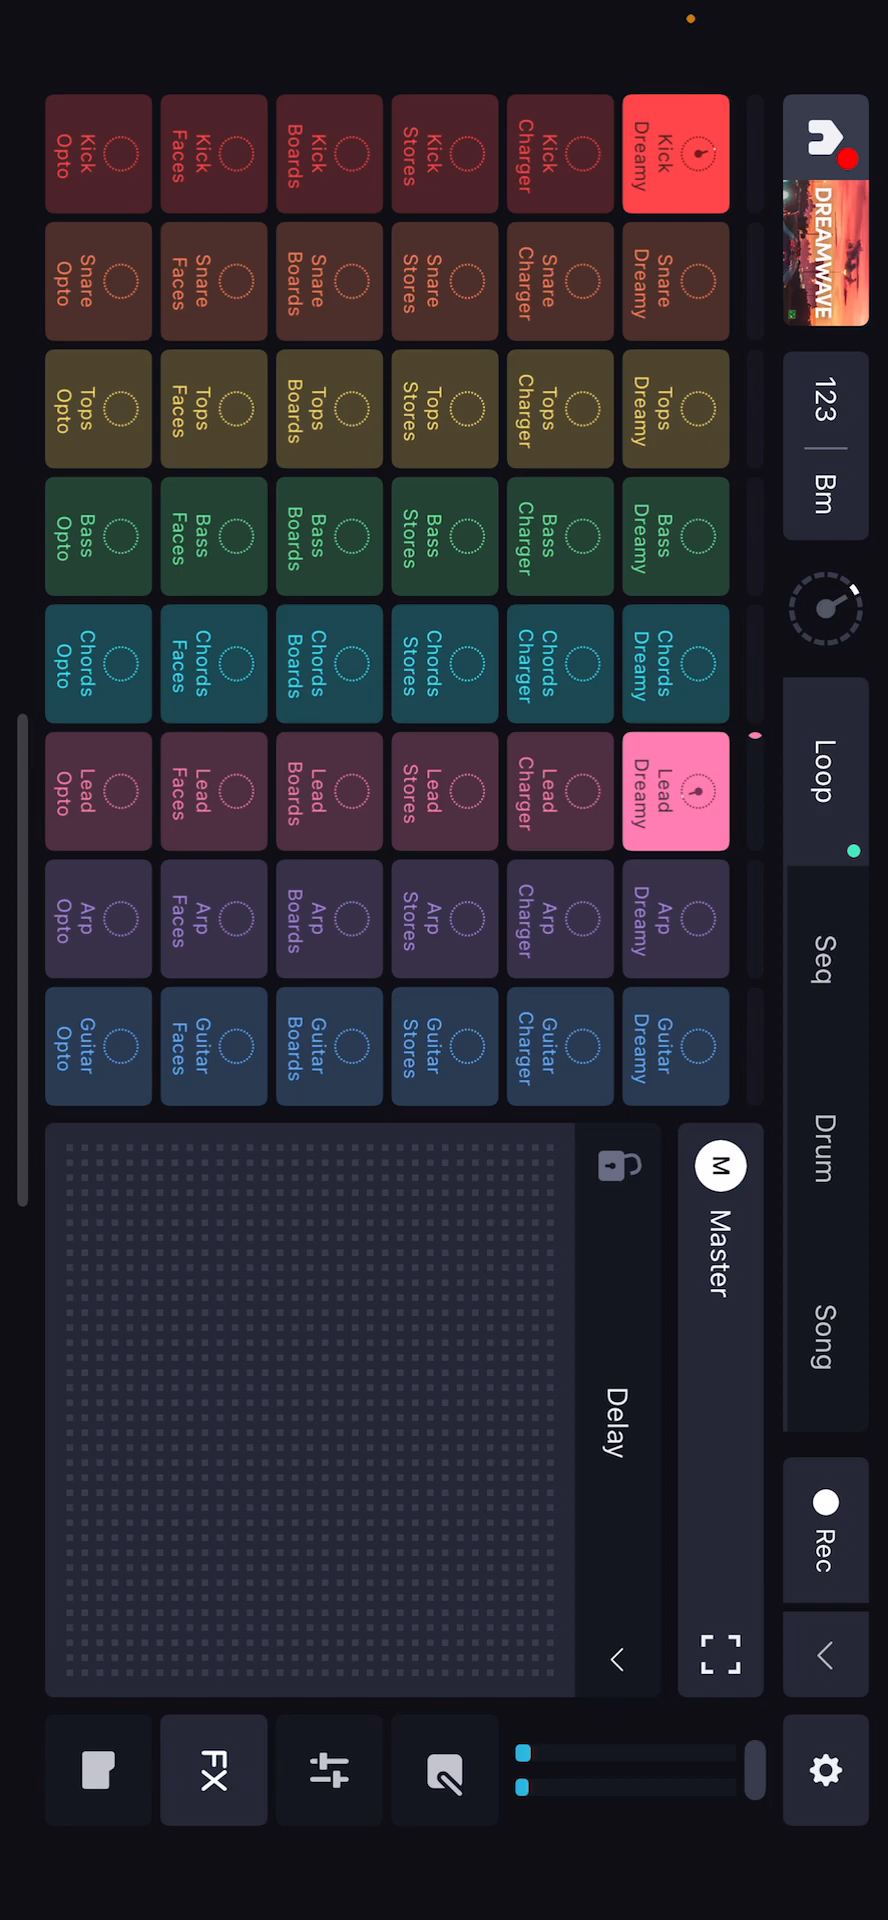 DREAMWAVE
123
Bm
Loop
Seq
Drum
Song
Rec
Kick
Dreamy
Snare
Dreamy
Tops
Dreamy
Bass
Dreamy
Chords
Dreamy
Lead
Dreamy
Arp
Dreamy
Guitar
Dreamy
Kick
Charger
Snare
Charger
Tops
Charger
Bass
Charger
Chords
Charger
Lead
Charger
Arp
Charger
Guitar
Charger
Kick
Stores
Snare
Stores
Tops
Stores
Bass
Stores
Chords
Stores
Lead
Stores
Arp
Stores
Guitar
Stores
Kick
Boards
Snare
Boards
Tops
Boards
Bass
Boards
Chords
Boards
Lead
Boards
Arp
Boards
Guitar
Boards
Kick
Faces
Snare
Faces
Tops
Faces
Bass
Faces
Chords
Faces
Lead
Faces
Arp
Faces
Guitar
Faces
Kick
Opto
Snare
Opto
Tops
Opto
Bass
Opto
Chords
Opto
Lead
Opto
Arp
Opto
Guitar
Opto
M Master
Delay
FX